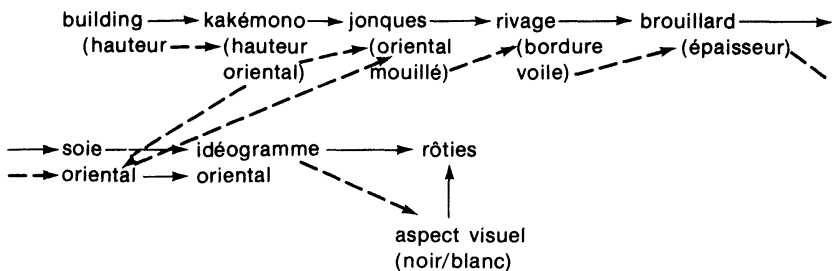 building kakémono jonques rivage brouillard
(hauteur (hauteur (oriental (bordure (épaisseur)
oriental) mouillé) voile)
soie idéogramme rôties
oriental oriental
aspect visuel
(noir/blanc)